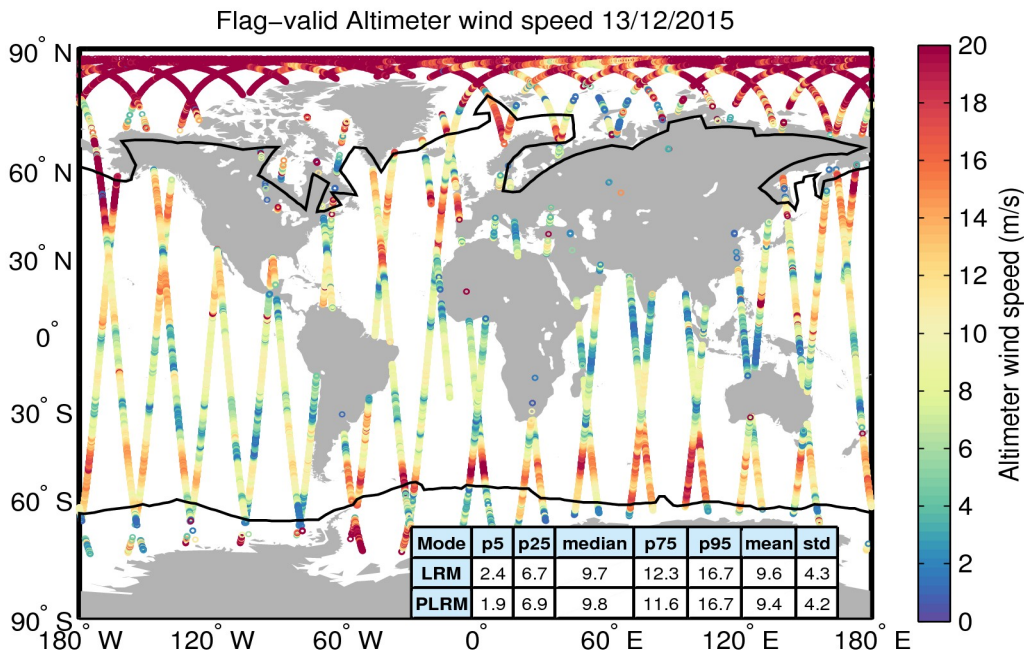 Flag−valid Altimeter wind speed 13/12/2015
90° N
60° N
30° N
0°
30° S
60° S
90° S
180° W
120° W
60° W
0°
60° E
120° E
180° E
Mode p5 p25 median p75 p95 mean std
LRM 2.4 6.7 9.7 12.3 16.7 9.6 4.3
PLRM 1.9 6.9 9.8 11.6 16.7 9.4 4.2
20
18
16
14
12
10
8
6
4
2
0
Altimeter wind speed (m/s)